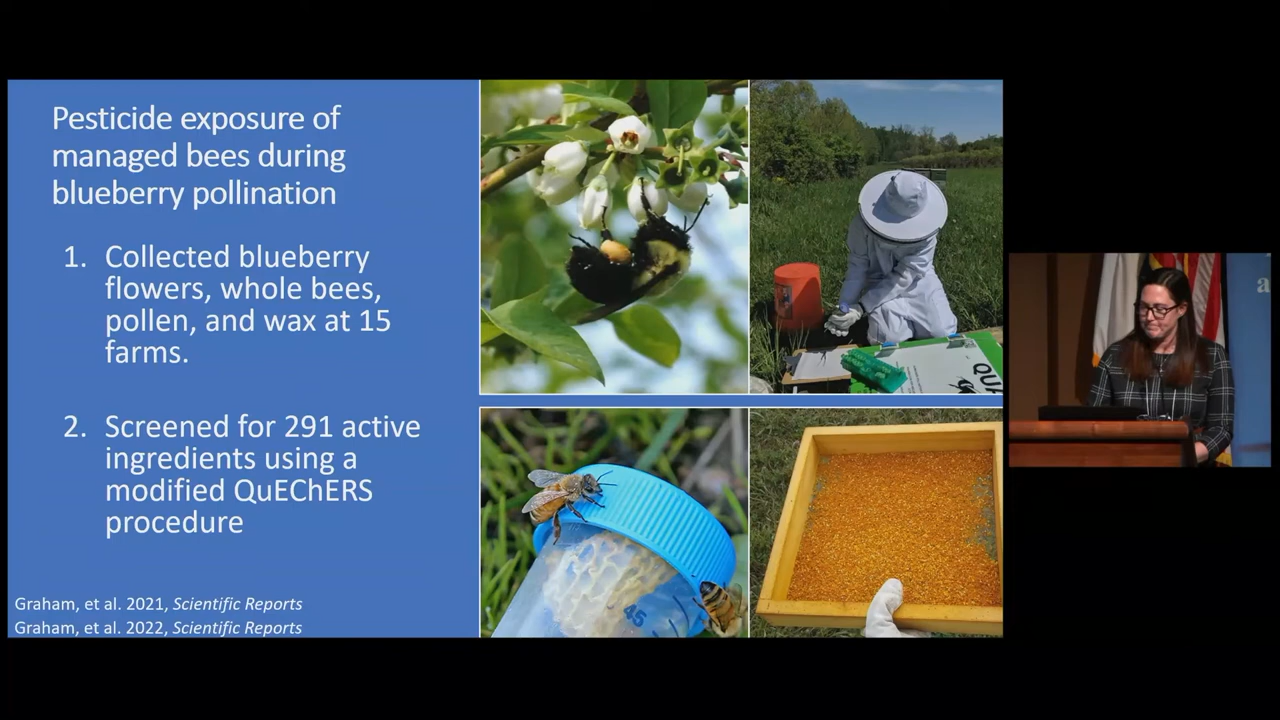 Pesticide exposure of
managed bees during
blueberry pollination
1. Collected blueberry
flowers, whole bees,
pollen, and wax at 15
farms.
2. Screened for 291 active
ingredients using a
modified QuEChERS
procedure
Graham, et al. 2021, Scientific Reports
Graham, et al. 2022, Scientific Reports
QUA
45
a